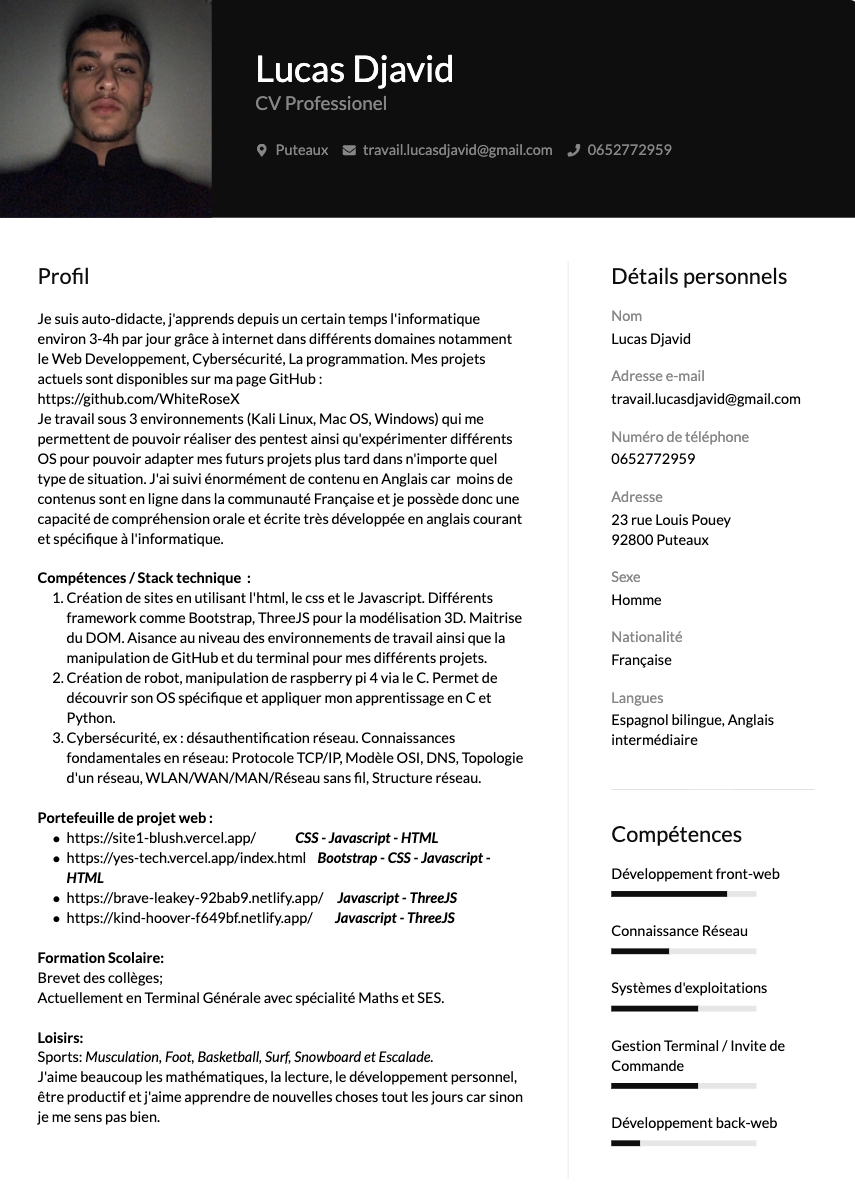 Lucas Djavid
CV Professionel
Puteaux travail.lucasdjavid@gmail.com 0652772959
Profil
Je suis auto-didacte, j'apprends depuis un certain temps l'informatique
environ 3-4h par jour grâce à internet dans différents domaines notamment
le Web Developpement, Cybersécurité, La programmation. Mes projets
actuels sont disponibles sur ma page GitHub :
https://github.com/WhiteRoseX
Je travail sous 3 environnements (Kali Linux, Mac OS, Windows) qui me
permettent de pouvoir réaliser des pentest ainsi qu'expérimenter différents
OS pour pouvoir adapter mes futurs projets plus tard dans n'importe quel
type de situation. J'ai suivi énormément de contenu en Anglais car  moins de
contenus sont en ligne dans la communauté Française et je possède donc une
capacité de compréhension orale et écrite très développée en anglais courant
et spécifique à l'informatique.
Compétences / Stack technique  :
1. Création de sites en utilisant l'html, le css et le Javascript. Différents
framework comme Bootstrap, ThreeJS pour la modélisation 3D. Maitrise
du DOM. Aisance au niveau des environnements de travail ainsi que la
manipulation de GitHub et du terminal pour mes différents projets.
2. Création de robot, manipulation de raspberry pi 4 via le C. Permet de
découvrir son OS spécifique et appliquer mon apprentissage en C et
Python.
3. Cybersécurité, ex : désauthentification réseau. Connaissances
fondamentales en réseau: Protocole TCP/IP, Modèle OSI, DNS, Topologie
d'un réseau, WLAN/WAN/MAN/Réseau sans fil, Structure réseau.
Portefeuille de projet web :
• https://site1-blush.vercel.app/ CSS - Javascript - HTML
• https://yes-tech.vercel.app/index.html Bootstrap - CSS - Javascript -
HTML
• https://brave-leakey-92bab9.netlify.app/ Javascript - ThreeJS
• https://kind-hoover-f649bf.netlify.app/ Javascript - ThreeJS
Formation Scolaire:
Brevet des collèges;
Actuellement en Terminal Générale avec spécialité Maths et SES.
Loisirs:
Sports: Musculation, Foot, Basketball, Surf, Snowboard et Escalade.
J'aime beaucoup les mathématiques, la lecture, le développement personnel,
être productif et j'aime apprendre de nouvelles choses tout les jours car sinon
je me sens pas bien.
Détails personnels
Nom
Lucas Djavid
Adresse e-mail
travail.lucasdjavid@gmail.com
Numéro de téléphone
0652772959
Adresse
23 rue Louis Pouey
92800 Puteaux
Sexe
Homme
Nationalité
Française
Langues
Espagnol bilingue, Anglais
intermédiaire
Compétences
Développement front-web
Connaissance Réseau
Systèmes d'exploitations
Gestion Terminal / Invite de
Commande
Développement back-web